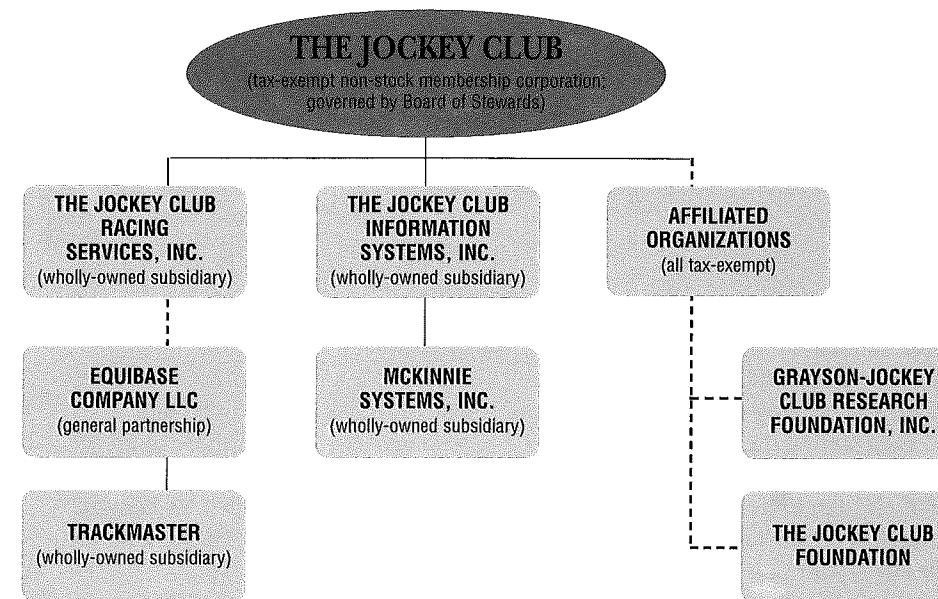 THE JOCKEY CLUB
(tax-exempt non-stock membership corporation;
governed by Board of Stewards)
THE JOCKEY CLUB
RACING
SERVICES, INC.
(wholly-owned subsidiary)
THE JOCKEY CLUB
INFORMATION
SYSTEMS, INC.
(wholly-owned subsidiary)
AFFILIATED
ORGANIZATIONS
(all tax-exempt)
EQUIBASE
COMPANY LLC
(general partnership)
MCKINNIE
SYSTEMS, INC.
(wholly-owned subsidiary)
GRAYSON-JOCKEY
CLUB RESEARCH
FOUNDATION, INC.
TRACKMASTER
(wholly-owned subsidiary)
THE JOCKEY CLUB
FOUNDATION